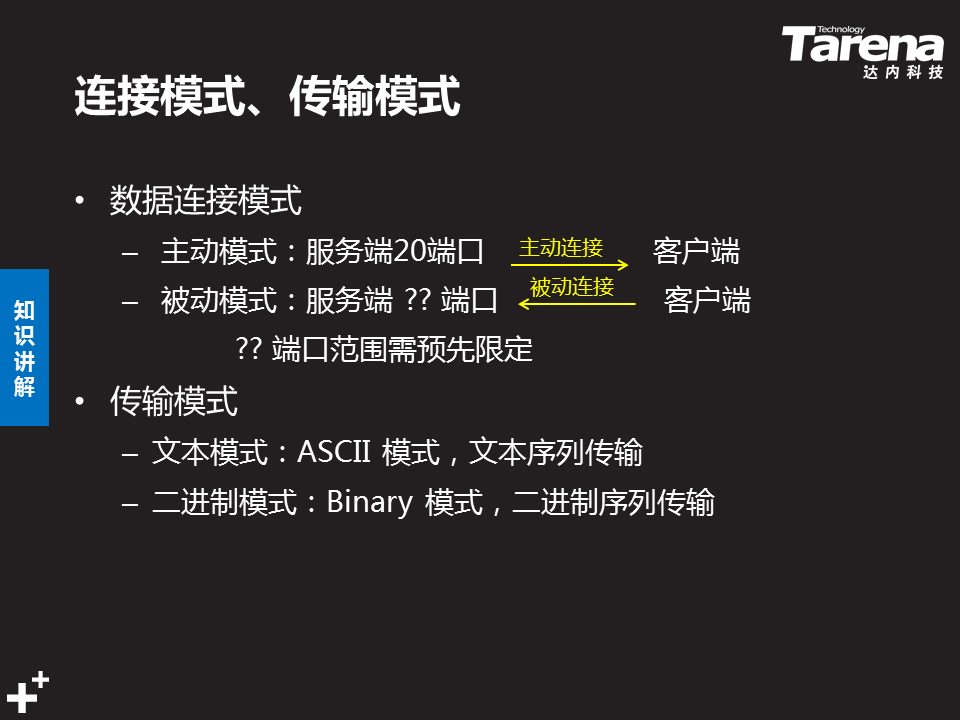 Technology
Tarena
达内科技
连接模式、传输模式
• 数据连接模式
– 主动模式：服务端20端口 主动连接 客户端
– 被动模式：服务端 ?? 端口 被动连接 客户端
?? 端口范围需预先限定
• 传输模式
– 文本模式：ASCII 模式，文本序列传输
– 二进制模式：Binary 模式，二进制序列传输
知识讲解